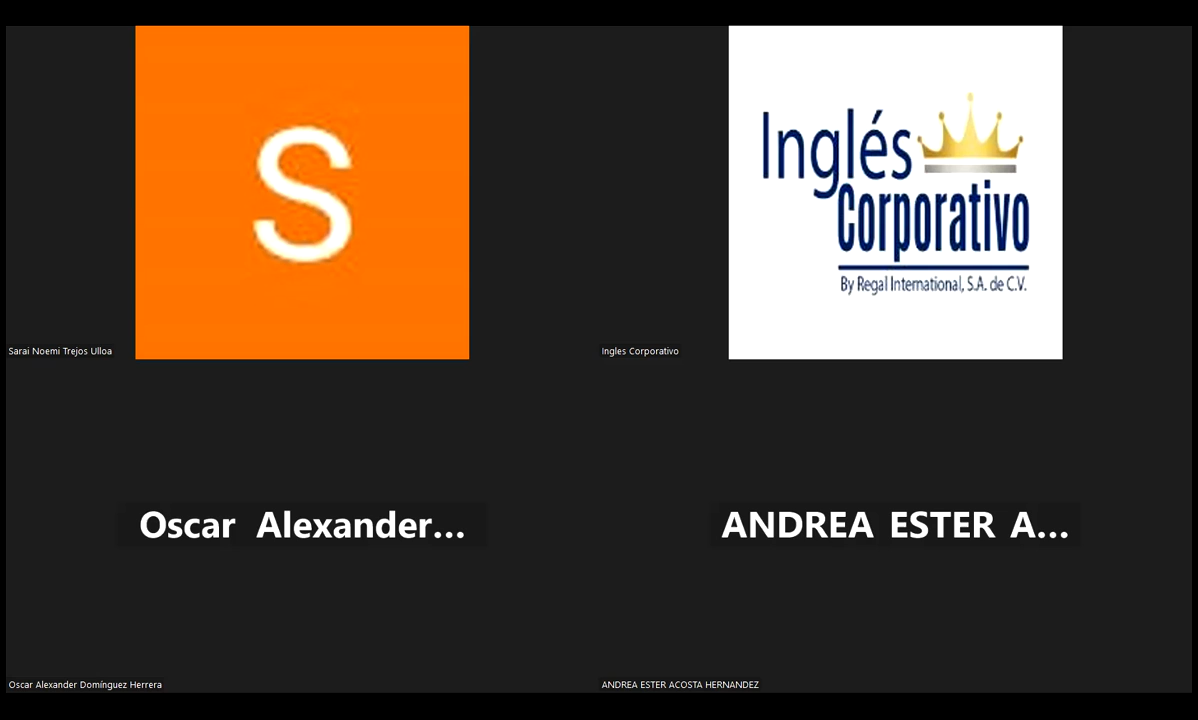 S
Inglés
Corporativo
By Regal International, S.A. de C.V.
Sarai Noemi Trejos Ulloa
Ingles Corporativo
Oscar Alexander...
ANDREA ESTER A...
Oscar Alexander Domínguez Herrera
ANDREA ESTER ACOSTA HERNANDEZ